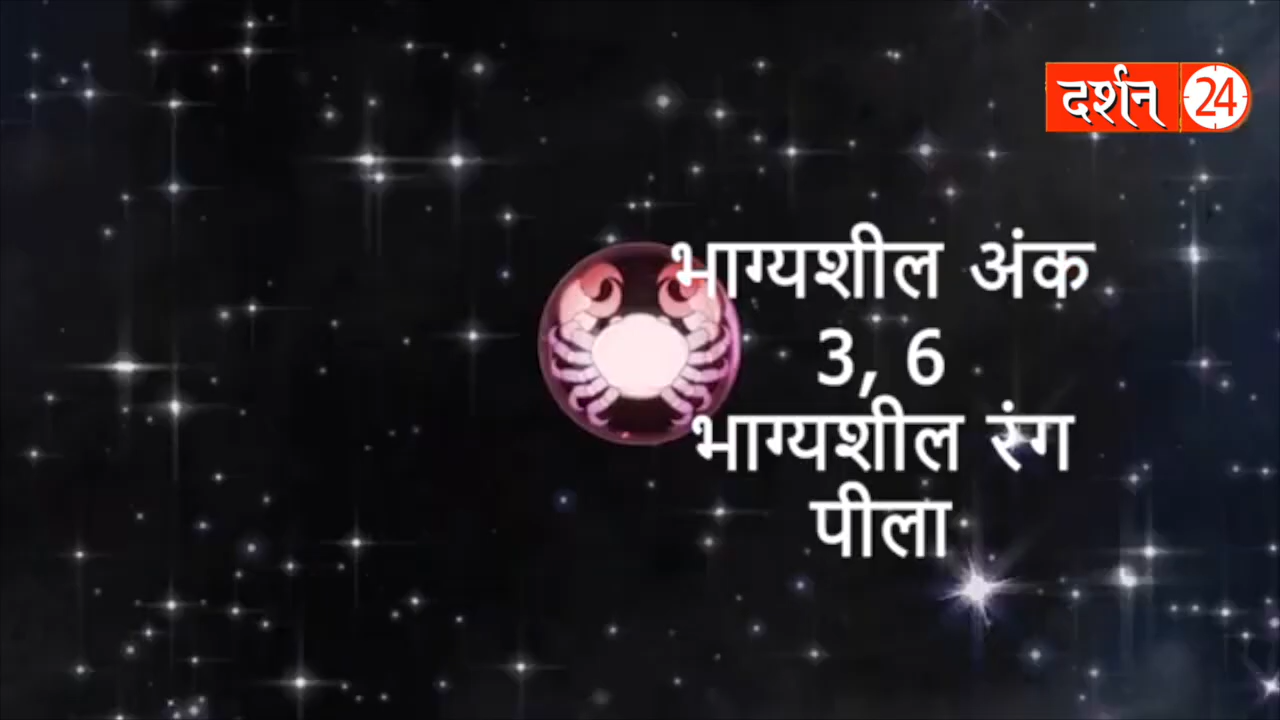 दर्शन 24
भाग्यशील अंक
3, 6
भाग्यशील रंग
पीला